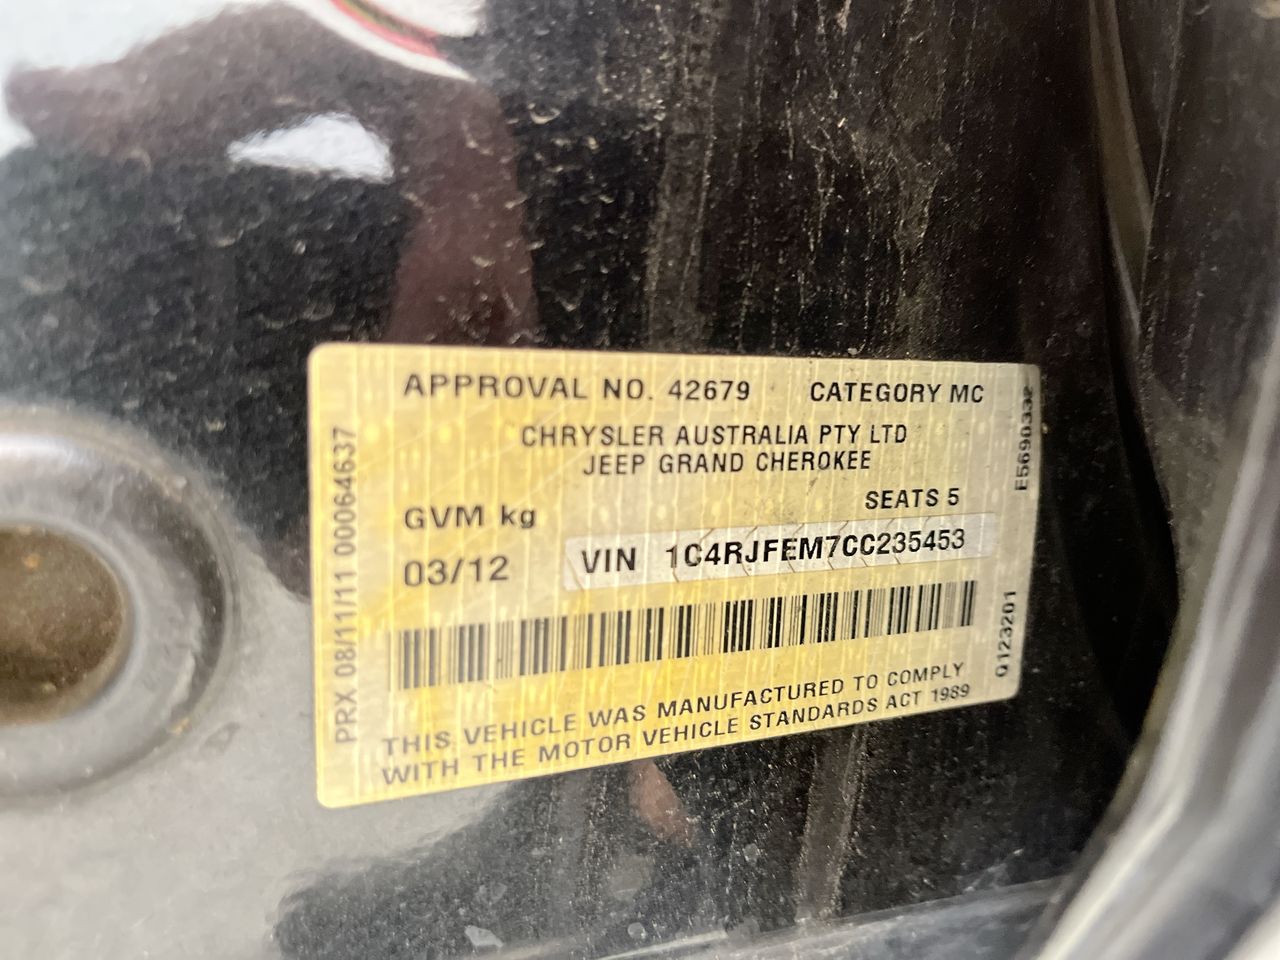 APPROVAL NO. 42679 CATEGORY MC
CHRYSLER AUSTRALIA PTY LTD
JEEP GRAND CHEROKEE
SEATS 5
GVM kg
03/12
VIN 1C4RJFEM7CC235453
THIS VEHICLE WAS MANUFACTURED TO COMPLY
WITH THE MOTOR VEHICLE STANDARDS ACT 1989
PRX 08/11/11 00064637
E5690332
Q123201